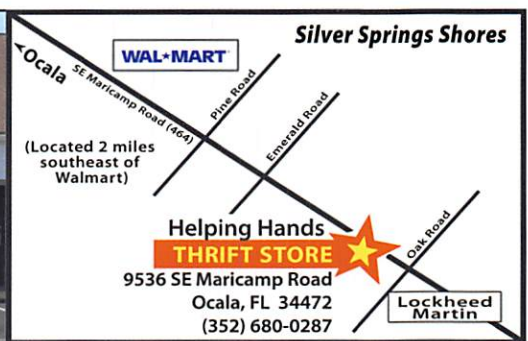 Silver Springs Shores
WAL★MART
Ocala
SE Maricamp Road (464)
Pine Road
Emerald Road
(Located 2 miles
southeast of
Walmart)
Helping Hands
THRIFT STORE
9536 SE Maricamp Road
Ocala, FL 34472
(352) 680-0287
Oak Road
Lockheed
Martin